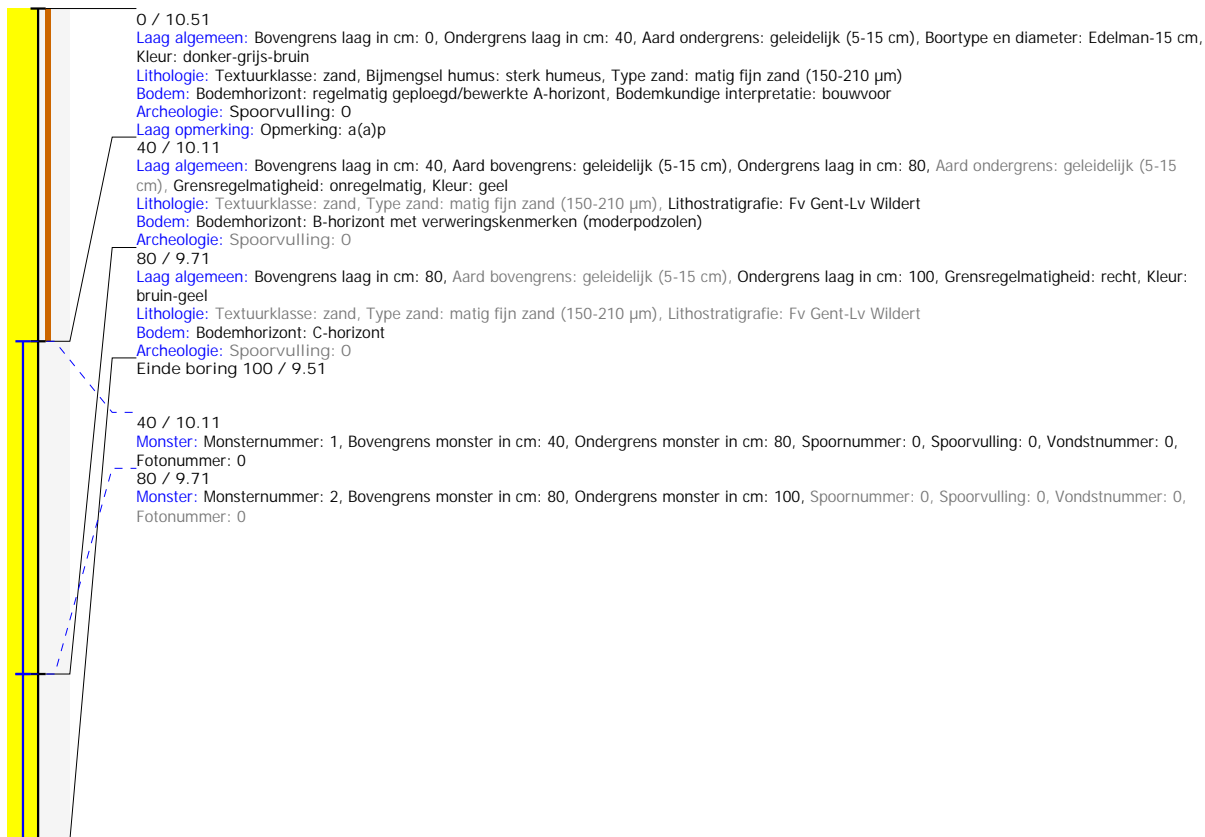 0 / 10.51
Laag algemeen: Bovengrens laag in cm: 0, Ondergrens laag in cm: 40, Aard ondergrens: geleidelijk (5-15 cm), Boortype en diameter: Edelman-15 cm,
Kleur: donker-grijs-bruin
Lithologie: Textuurklasse: zand, Bijmengsel humus: sterk humeus, Type zand: matig fijn zand (150-210 µm)
Bodem: Bodemhorizont: regelmatig geploegd/bewerkte A-horizont, Bodemkundige interpretatie: bouwvoor
Archeologie: Spoorvulling: 0
Laag opmerking: Opmerking: a(a)p
40 / 10.11
Laag algemeen: Bovengrens laag in cm: 40, Aard bovengrens: geleidelijk (5-15 cm), Ondergrens laag in cm: 80, Aard ondergrens: geleidelijk (5-15
cm), Grensregelmatigheid: onregelmatig, Kleur: geel
Lithologie: Textuurklasse: zand, Type zand: matig fijn zand (150-210 µm), Lithostratigrafie: Fv Gent-Lv Wildert
Bodem: Bodemhorizont: B-horizont met verweringskenmerken (moderpodzolen)
Archeologie: Spoorvulling: 0
80 / 9.71
Laag algemeen: Bovengrens laag in cm: 80, Aard bovengrens: geleidelijk (5-15 cm), Ondergrens laag in cm: 100, Grensregelmatigheid: recht, Kleur:
bruin-geel
Lithologie: Textuurklasse: zand, Type zand: matig fijn zand (150-210 µm), Lithostratigrafie: Fv Gent-Lv Wildert
Bodem: Bodemhorizont: C-horizont
Archeologie: Spoorvulling: 0
Einde boring 100 / 9.51
40 / 10.11
Monster: Monsternummer: 1, Bovengrens monster in cm: 40, Ondergrens monster in cm: 80, Spoornummer: 0, Spoorvulling: 0, Vondstnummer: 0,
Fotonummer: 0
80 / 9.71
Monster: Monsternummer: 2, Bovengrens monster in cm: 80, Ondergrens monster in cm: 100, Spoornummer: 0, Spoorvulling: 0, Vondstnummer: 0,
Fotonummer: 0